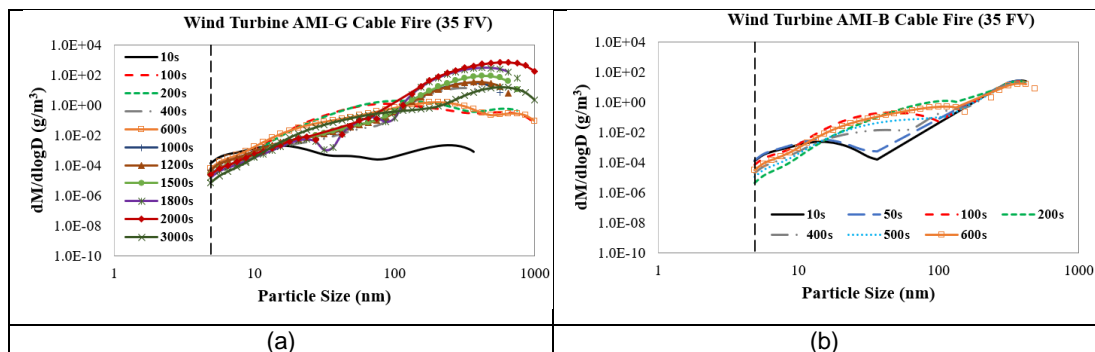 Wind Turbine AMI-G Cable Fire (35 FV)
dM/dlogD (g/m³)
1.0E+04
1.0E+02
1.0E+00
1.0E-02
1.0E-04
1.0E-06
1.0E-08
1.0E-10
10s
100s
200s
400s
600s
1000s
1200s
1500s
1800s
2000s
3000s
1 10 100 1000
Particle Size (nm)
(a)
Wind Turbine AMI-B Cable Fire (35 FV)
dM/dlogD (g/m³)
1.0E+04
1.0E+02
1.0E+00
1.0E-02
1.0E-04
1.0E-06
1.0E-08
1.0E-10
10s 50s 100s 200s
400s 500s 600s
1 10 100 1000
Particle Size (nm)
(b)